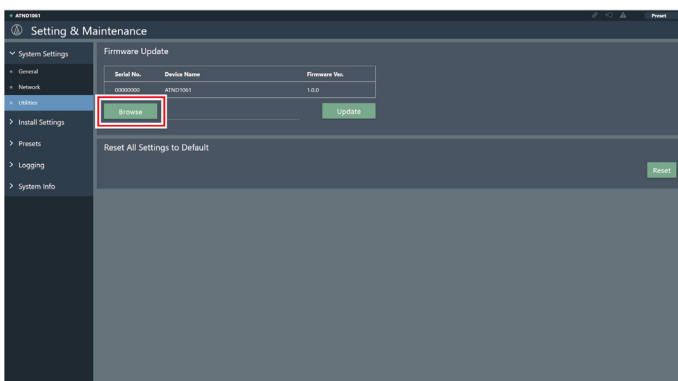 ATND1061
Preset
Setting & Maintenance
System Settings
General
Network
Utilities
Install Settings
Presets
Logging
System Info
Firmware Update
Serial No. Device Name Firmware Ver.
00000000 ATND1061 1.0.0
Browse Update
Reset All Settings to Default
Reset